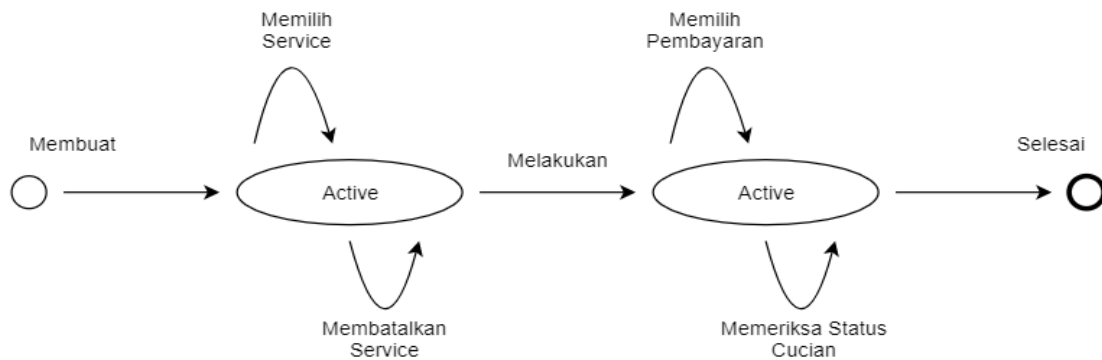 Memilih
Service
Memilih
Pembayaran
Membuat
Melakukan
Selesai
Active
Active
Membatalkan
Service
Memeriksa Status
Cucian